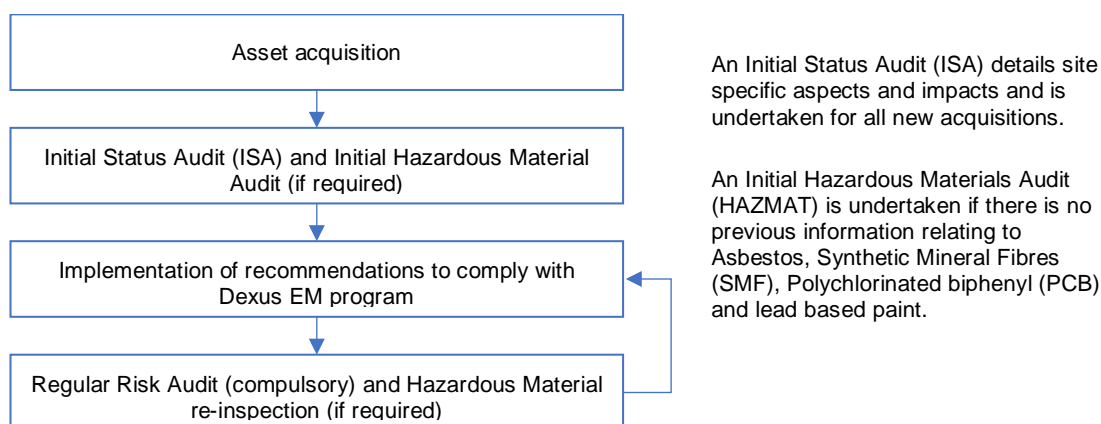 Asset acquisition
Initial Status Audit (ISA) and Initial Hazardous Material
Audit (if required)
Implementation of recommendations to comply with
Dexus EM program
Regular Risk Audit (compulsory) and Hazardous Material
re-inspection (if required)
An Initial Status Audit (ISA) details site
specific aspects and impacts and is
undertaken for all new acquisitions.
An Initial Hazardous Materials Audit
(HAZMAT) is undertaken if there is no
previous information relating to
Asbestos, Synthetic Mineral Fibres
(SMF), Polychlorinated biphenyl (PCB)
and lead based paint.